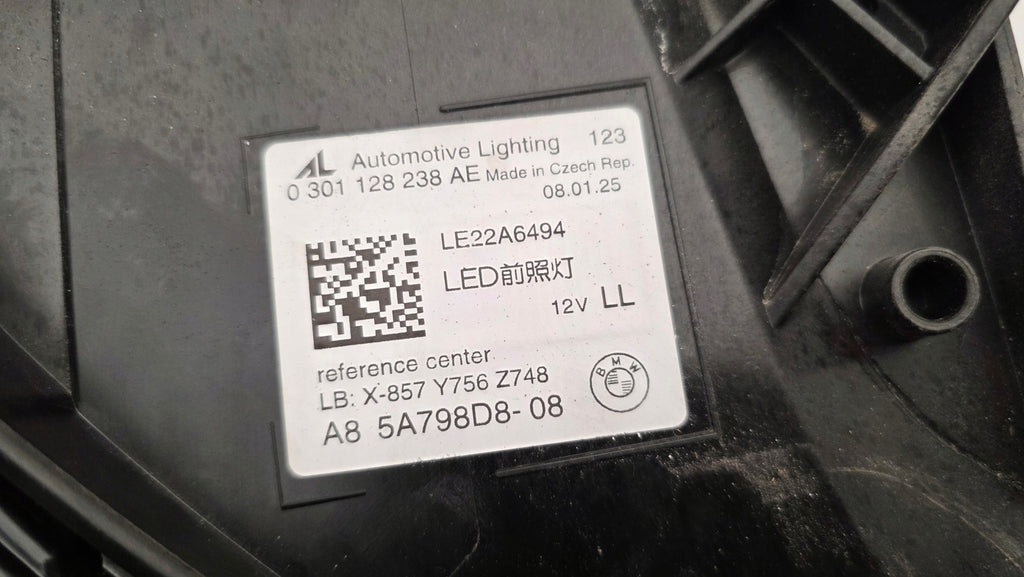 AL Automotive Lighting 123
0 301 128 238 AE Made in Czech Rep.
08.01.25
LE22A6494
LED前照灯
12V LL
reference center
LB: X-857 Y756 Z748
A8 5A798D8-08
BMW